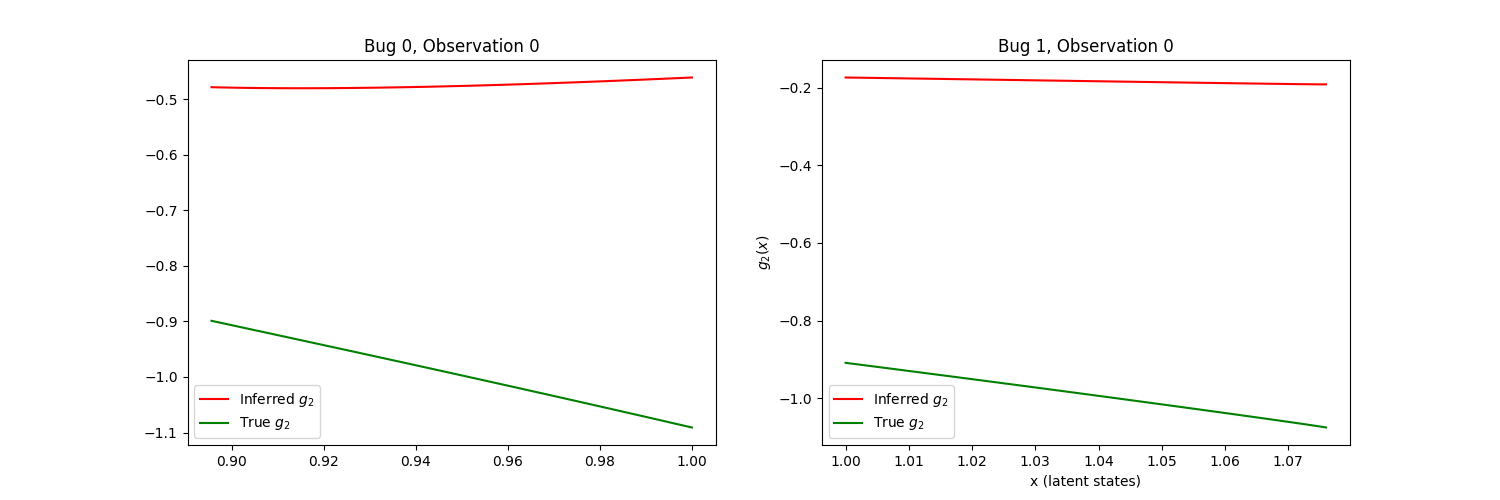 Bug 0, Observation 0
−0.5
−0.6
−0.7
−0.8
−0.9
−1.0
−1.1
Inferred g₂
True g₂
0.90 0.92 0.94 0.96 0.98 1.00
Bug 1, Observation 0
g₂(x)
−0.2
−0.4
−0.6
−0.8
−1.0
Inferred g₂
True g₂
1.00 1.01 1.02 1.03 1.04 1.05 1.06 1.07
x (latent states)